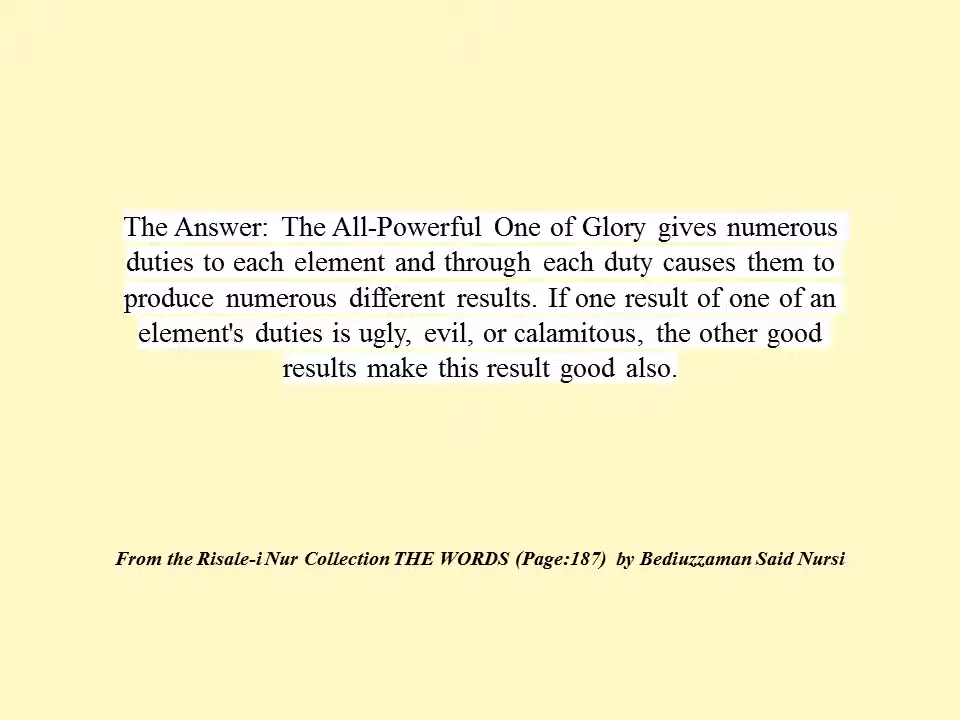 The Answer: The All-Powerful One of Glory gives numerous
duties to each element and through each duty causes them to
produce numerous different results. If one result of one of an
element's duties is ugly, evil, or calamitous, the other good
results make this result good also.
From the Risale-i Nur Collection THE WORDS (Page:187) by Bediuzzaman Said Nursi